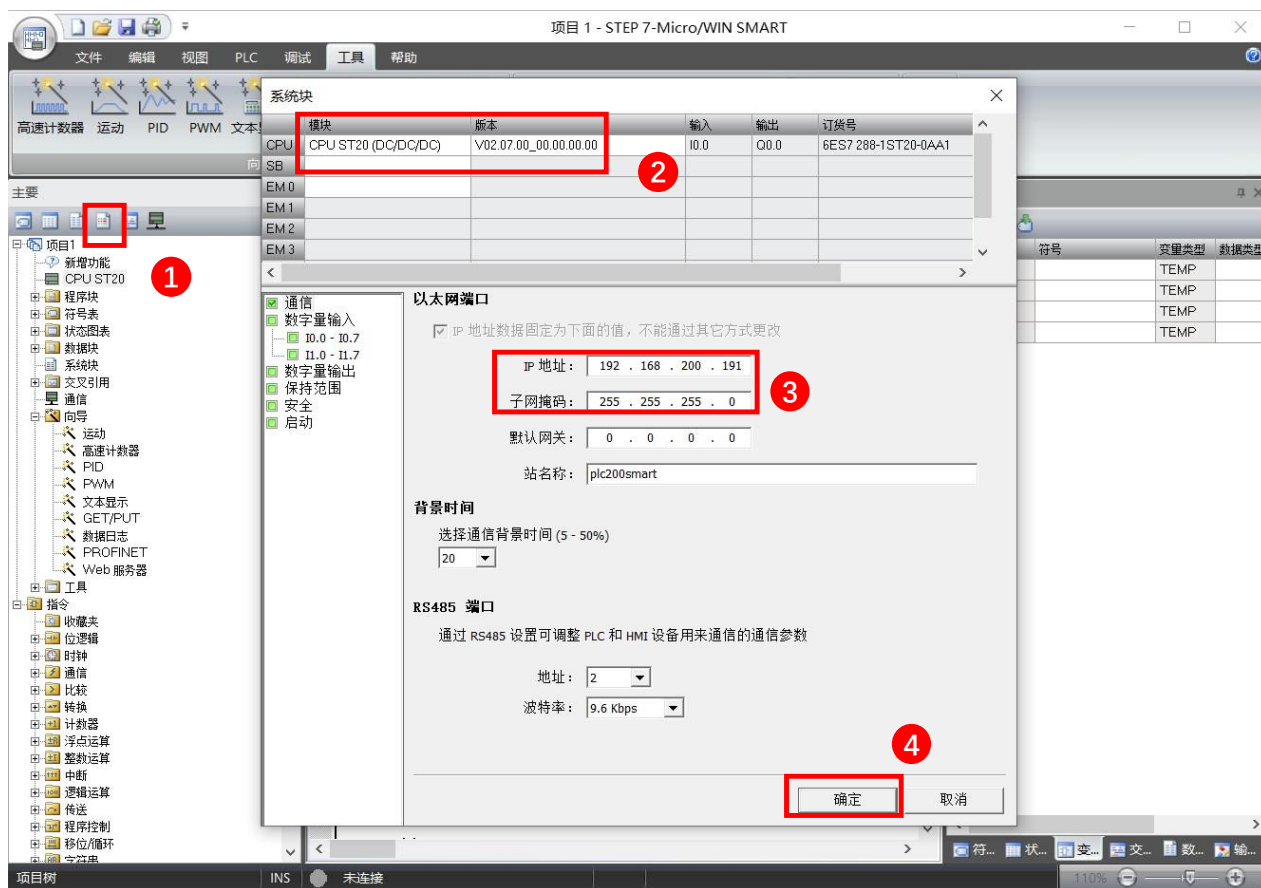 项目 1 - STEP 7-Micro/WIN SMART
文件 编辑 视图 PLC 调试 工具 帮助
高速计数器 运动 PID PWM
系统块
模块 版本 输入 输出 订货号
CPU CPU ST20 (DC/DC/DC) V02.07.00_00.00.00.00 I0.0 Q0.0 6ES7 288-1ST20-0AA1
SB
EM 0
EM 1
EM 2
EM 3
2
主要
1
项目1
新增功能
CPU ST20
程序块
符号表
状态图表
数据块
系统块
交叉引用
通信
向导
运动
高速计数器
PID
PWM
文本显示
GET/PUT
数据日志
PROFINET
Web 服务器
工具
指令
收藏夹
位逻辑
时钟
通信
比较
转换
计数器
浮点运算
整数运算
中断
逻辑运算
传送
程序控制
移位/循环
字符串
通信
数字量输入
I0.0 - I0.7
I1.0 - I1.7
数字量输出
保持范围
安全
启动
以太网端口
IP 地址数据固定为下面的值，不能通过其它方式更改
IP 地址： 192 . 168 . 200 . 191
子网掩码： 255 . 255 . 255 . 0
3
默认网关： 0 . 0 . 0 . 0
站名称： plc200smart
背景时间
选择通信背景时间 (5 - 50%)
20
RS485 端口
通过 RS485 设置可调整 PLC 和 HMI 设备用来通信的通信参数
地址： 2
波特率： 9.6 Kbps
4
确定 取消
符号 变量类型
TEMP
TEMP
TEMP
TEMP
符... 状... 变... 交... 数... 输...
项目树 INS 未连接 110%